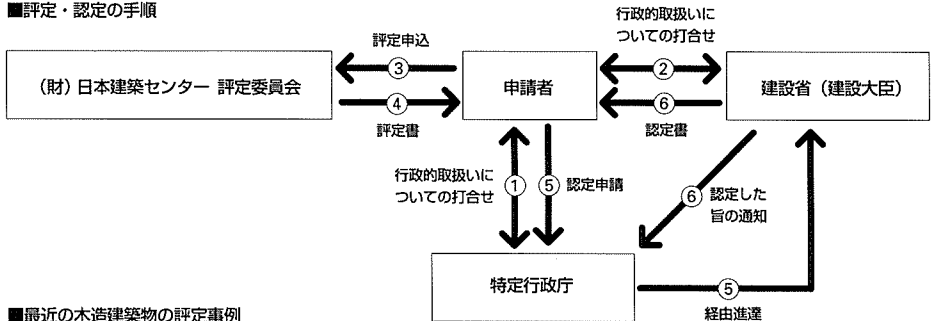 ■評定・認定の手順
行政的取扱いに
ついての打合せ
評定申込
③
②
(財)日本建築センター 評定委員会
申請者
建設省(建設大臣)
④
⑥
評定書
認定書
行政的取扱いに
ついての打合せ
①
⑤
認定申請
⑥
認定した
旨の通知
特定行政庁
⑤
経由進達
■最近の木造建築物の評定事例